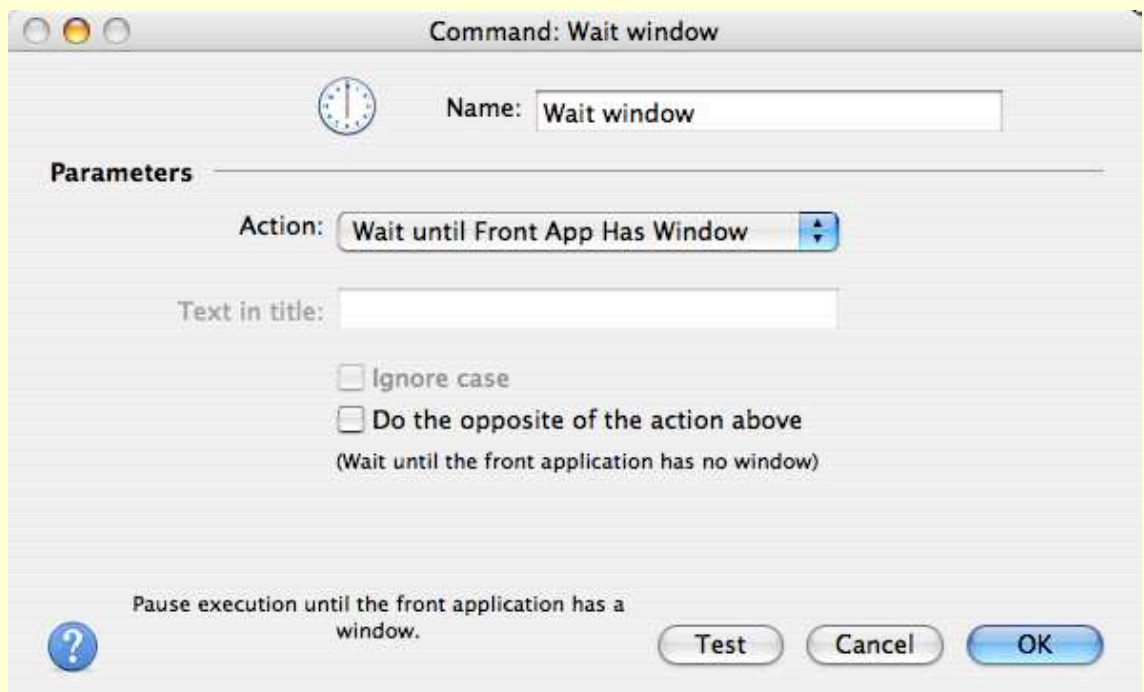 Command: Wait window
Name: Wait window
Parameters
Action: Wait until Front App Has Window
Text in title:
Ignore case
Do the opposite of the action above
(Wait until the front application has no window)
Pause execution until the front application has a
window.
? Test Cancel OK